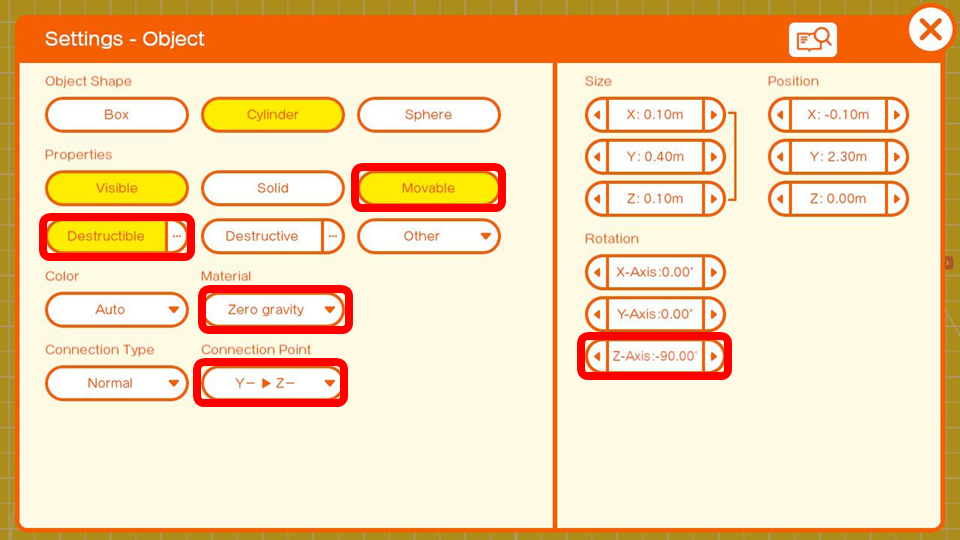 Settings - Object
Object Shape
Box
Cylinder
Sphere
Properties
Visible
Solid
Movable
Destructible
...
Destructive
...
Other
Color
Material
Auto
Zero gravity
Connection Type
Connection Point
Normal
Y− ▶ Z−
Size
X: 0.10m
Y: 0.40m
Z: 0.10m
Position
X: -0.10m
Y: 2.30m
Z: 0.00m
Rotation
X-Axis:0.00°
Y-Axis:0.00°
Z-Axis:-90.00°